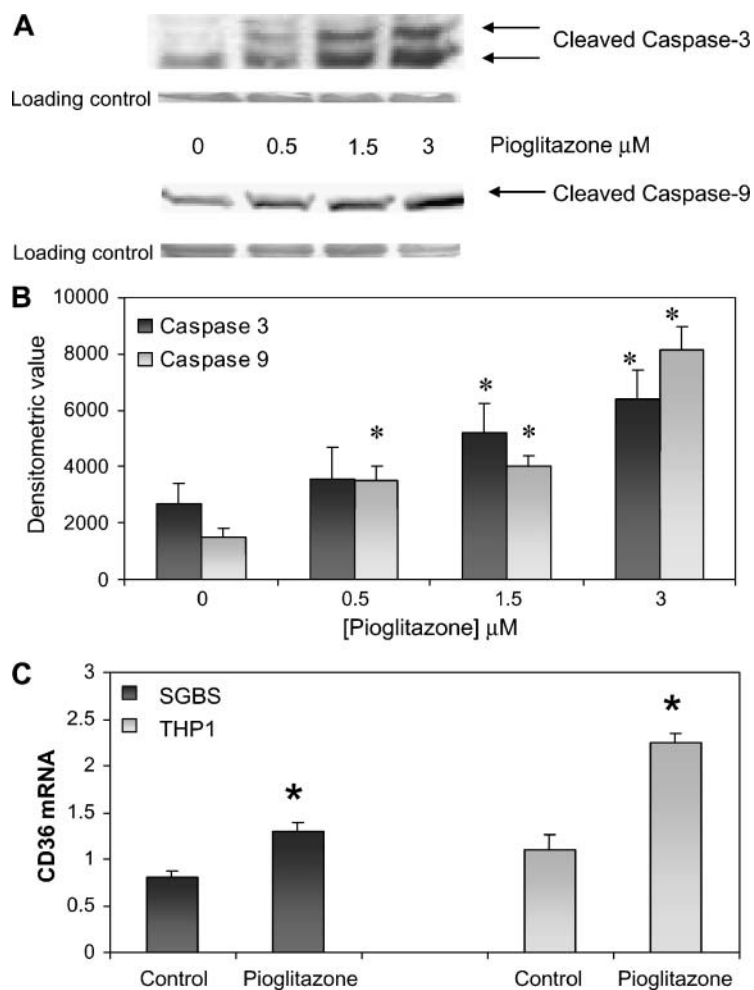 A
Cleaved Caspase-3
Loading control
0 0.5 1.5 3 Pioglitazone μM
Cleaved Caspase-9
Loading control
B
10000
8000
6000
4000
2000
0
Densitometric value
Caspase 3
Caspase 9
*
*
*
*
*
0 0.5 1.5 3
[Pioglitazone] μM
C
3
2.5
2
1.5
1
0.5
0
CD36 mRNA
SGBS
THP1
*
*
Control Pioglitazone Control Pioglitazone